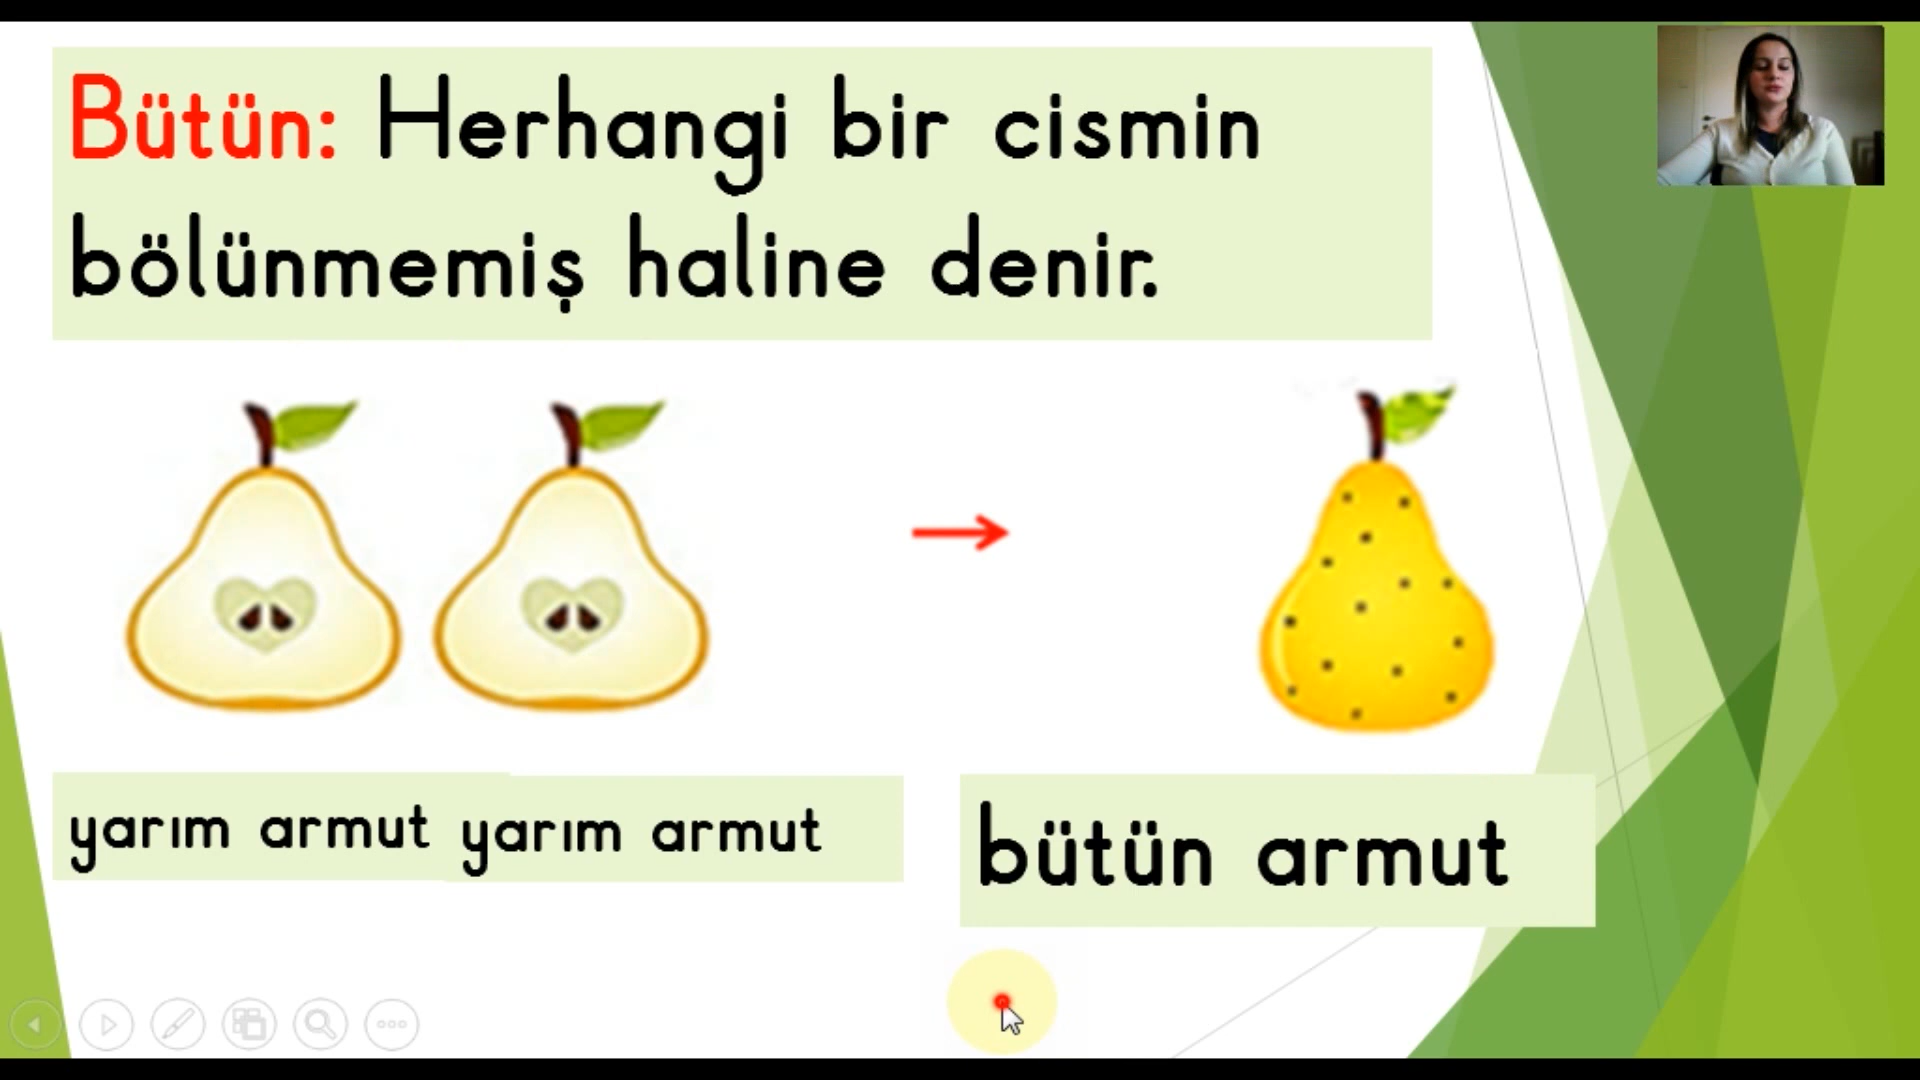 Bütün: Herhangi bir cismin
bölünmemiş haline denir.
yarım armut yarım armut
bütün armut